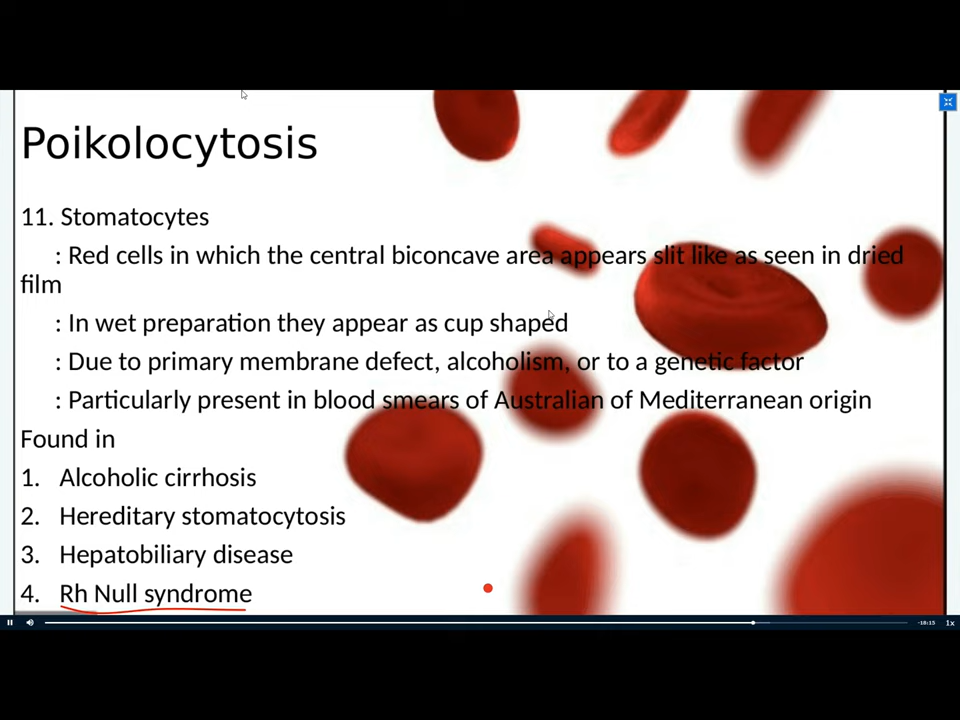 Poikolocytosis
11. Stomatocytes
: Red cells in which the central biconcave area appears slit like as seen in dried
film
: In wet preparation they appear as cup shaped
: Due to primary membrane defect, alcoholism, or to a genetic factor
: Particularly present in blood smears of Australian of Mediterranean origin
Found in
1. Alcoholic cirrhosis
2. Hereditary stomatocytosis
3. Hepatobiliary disease
4. Rh Null syndrome
-18:15 1x